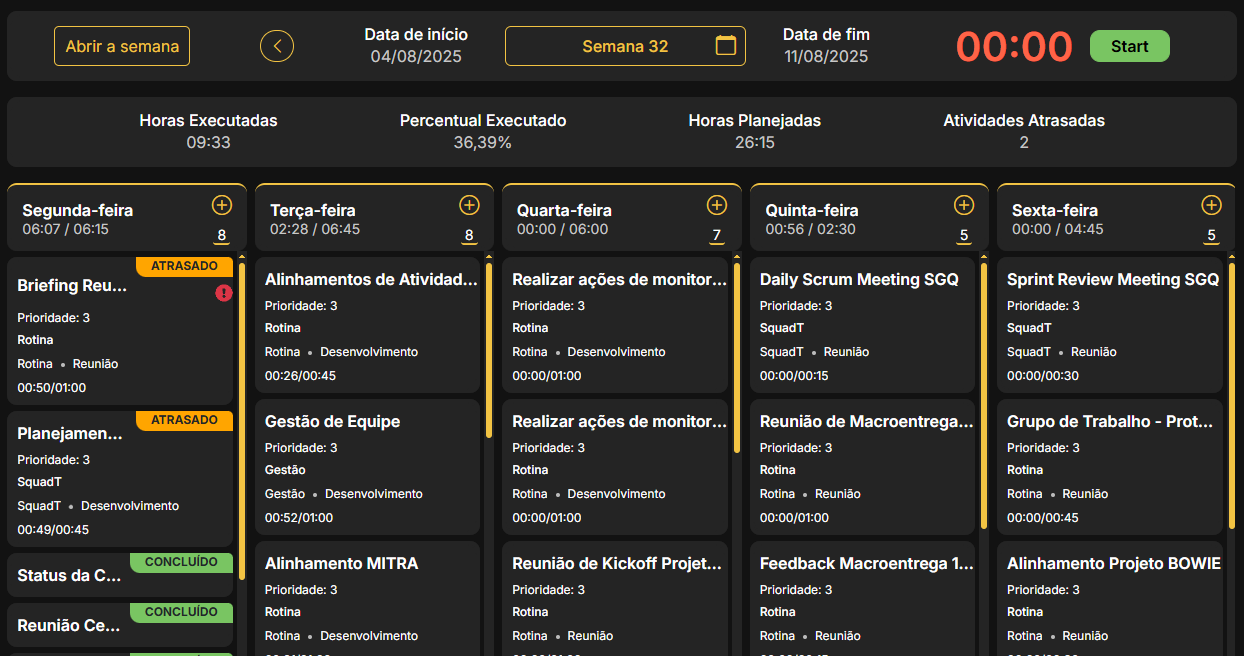 Abrir a semana
Data de início
04/08/2025
Semana 32
Data de fim
11/08/2025
00:00
Start
Horas Executadas
09:33
Percentual Executado
36,39%
Horas Planejadas
26:15
Atividades Atrasadas
2
Segunda-feira
06:07 / 06:15
8
ATRASADO
Briefing Reu...
Prioridade: 3
Rotina
Rotina • Reunião
00:50/01:00
ATRASADO
Planejamen...
Prioridade: 3
SquadT
SquadT • Desenvolvimento
00:49/00:45
CONCLUÍDO
Status da C...
CONCLUÍDO
Reunião Ce...
Terça-feira
02:28 / 06:45
8
Alinhamentos de Atividad...
Prioridade: 3
Rotina
Rotina • Desenvolvimento
00:26/00:45
Gestão de Equipe
Prioridade: 3
Gestão
Gestão • Desenvolvimento
00:52/01:00
Alinhamento MITRA
Prioridade: 3
Rotina
Rotina • Desenvolvimento
Quarta-feira
00:00 / 06:00
7
Realizar ações de monitor...
Prioridade: 3
Rotina
Rotina • Desenvolvimento
00:00/01:00
Realizar ações de monitor...
Prioridade: 3
Rotina
Rotina • Desenvolvimento
00:00/01:00
Reunião de Kickoff Projet...
Prioridade: 3
Rotina
Rotina • Reunião
Quinta-feira
00:56 / 02:30
5
Daily Scrum Meeting SGQ
Prioridade: 3
SquadT
SquadT • Reunião
00:00/00:15
Reunião de Macroentrega...
Prioridade: 3
Rotina
Rotina • Reunião
00:00/01:00
Feedback Macroentrega 1...
Prioridade: 3
Rotina
Rotina • Reunião
Sexta-feira
00:00 / 04:45
5
Sprint Review Meeting SGQ
Prioridade: 3
SquadT
SquadT • Reunião
00:00/00:30
Grupo de Trabalho - Prot...
Prioridade: 3
Rotina
Rotina • Reunião
00:00/00:45
Alinhamento Projeto BOWIE
Prioridade: 3
Rotina
Rotina • Reunião